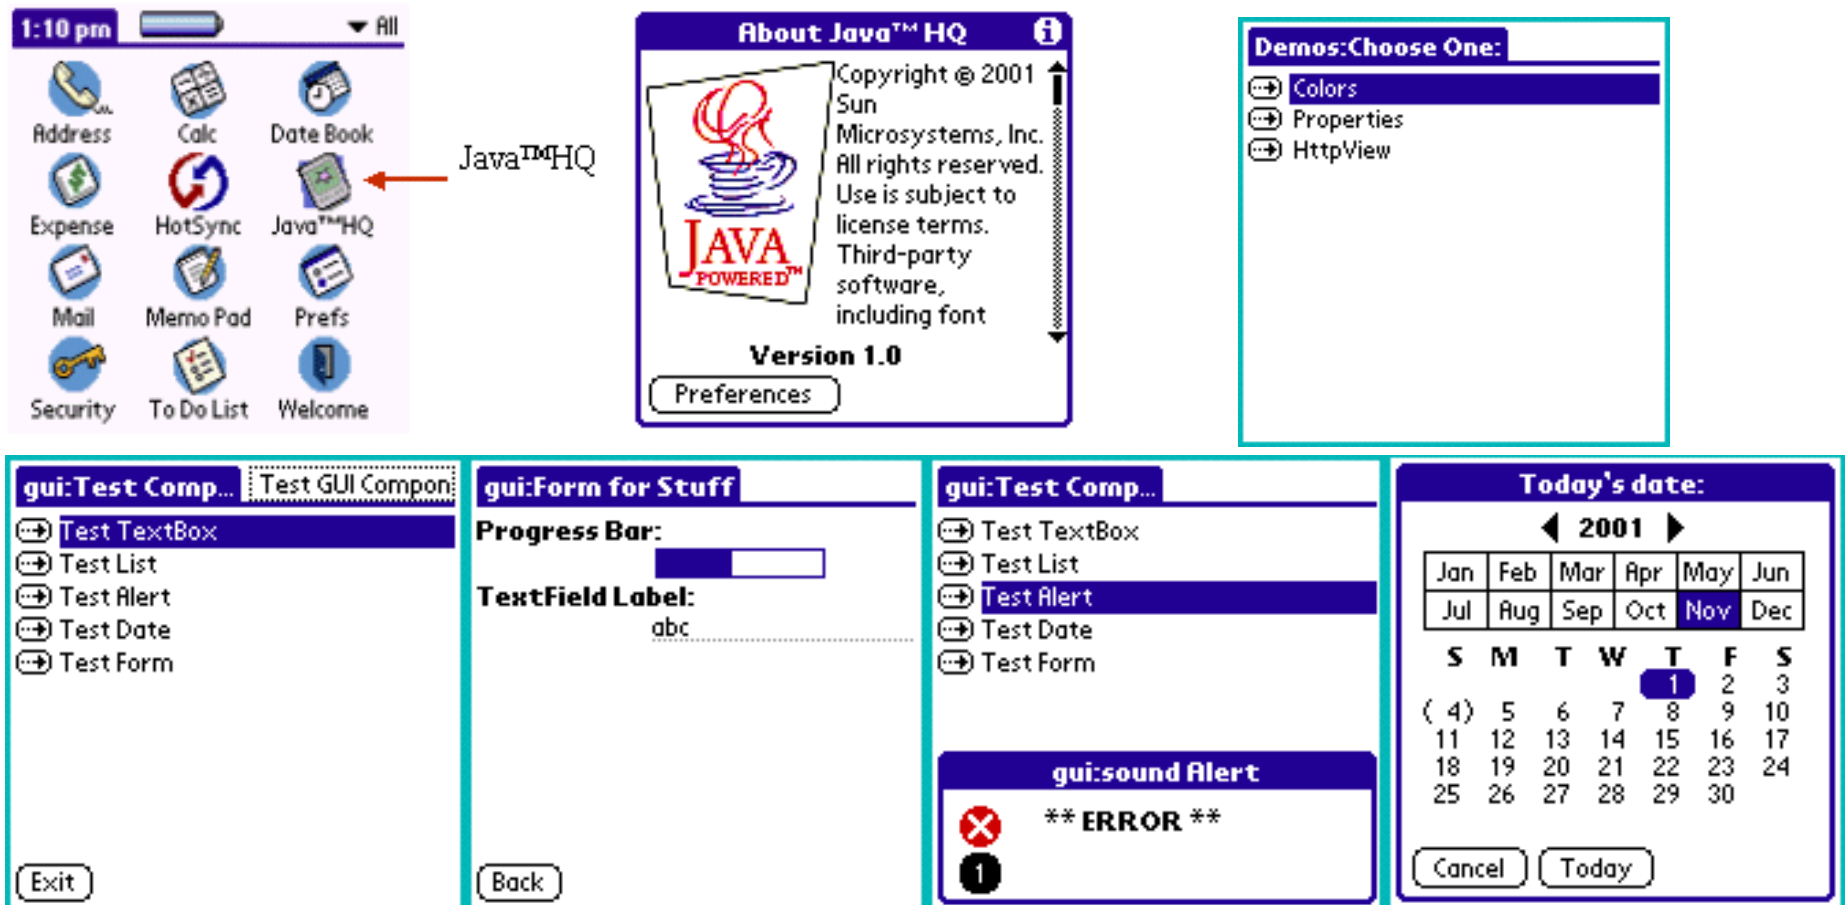 1:10 pm
All
Address Calc Date Book
Expense HotSync Java™HQ
Mail Memo Pad Prefs
Security To Do List Welcome
Java™HQ
About Java™ HQ
i
JAVA
POWERED™
Copyright © 2001
Sun
Microsystems, Inc.
All rights reserved.
Use is subject to
license terms.
Third-party
software,
including font
Version 1.0
Preferences
Demos:Choose One:
Colors
Properties
HttpView
gui:Test Comp...
Test GUI Compon
Test TextBox
Test List
Test Alert
Test Date
Test Form
Exit
gui:Form for Stuff
Progress Bar:
TextField Label:
abc
Back
gui:Test Comp...
Test TextBox
Test List
Test Alert
Test Date
Test Form
gui:sound Alert
** ERROR **
1
Today's date:
2001
Jan Feb Mar Apr May Jun
Jul Aug Sep Oct Nov Dec
S M T W T F S
1 2 3
( 4) 5 6 7 8 9 10
11 12 13 14 15 16 17
18 19 20 21 22 23 24
25 26 27 28 29 30
Cancel Today